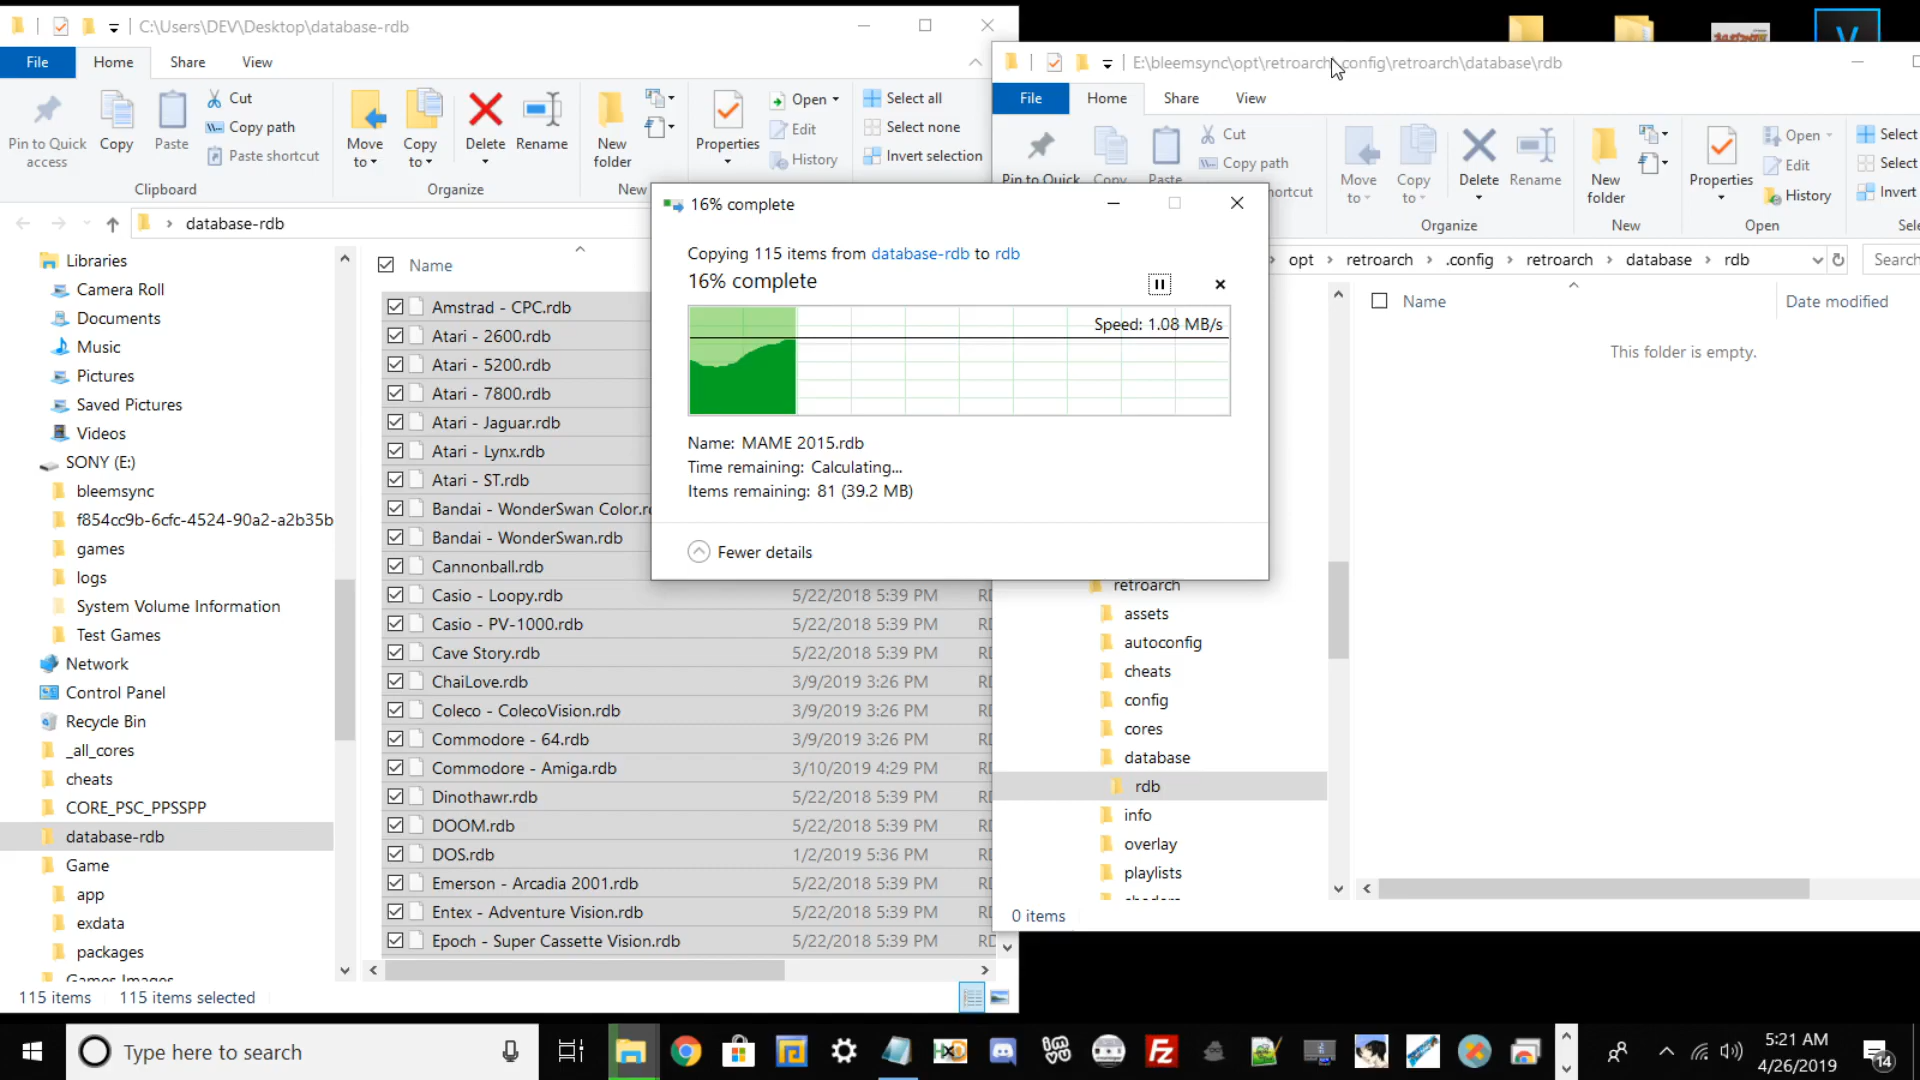 C:\Users\DEV\Desktop\database-rdb
File
Home
Share
View
Pin to Quick access
Copy
Paste
Cut
Copy path
Paste shortcut
Clipboard
Move to
Copy to
Delete
Rename
Organize
New folder
New
Properties
Open
Edit
History
Select all
Select none
Invert selection
database-rdb
Libraries
Camera Roll
Documents
Music
Pictures
Saved Pictures
Videos
SONY (E:)
bleemsync
f854cc9b-6cfc-4524-90a2-a2b35b
games
logs
System Volume Information
Test Games
Network
Control Panel
Recycle Bin
_all_cores
cheats
CORE_PSC_PPSSPP
database-rdb
Game
app
exdata
packages
Games Images
Name
Amstrad - CPC.rdb
Atari - 2600.rdb
Atari - 5200.rdb
Atari - 7800.rdb
Atari - Jaguar.rdb
Atari - Lynx.rdb
Atari - ST.rdb
Bandai - WonderSwan Color.r
Bandai - WonderSwan.rdb
Cannonball.rdb
Casio - Loopy.rdb 5/22/2018 5:39 PM
Casio - PV-1000.rdb 5/22/2018 5:39 PM
Cave Story.rdb 5/22/2018 5:39 PM
ChaiLove.rdb 3/9/2019 3:26 PM
Coleco - ColecoVision.rdb 3/9/2019 3:26 PM
Commodore - 64.rdb 3/9/2019 3:26 PM
Commodore - Amiga.rdb 3/10/2019 4:29 PM
Dinothawr.rdb 5/22/2018 5:39 PM
DOOM.rdb 5/22/2018 5:39 PM
DOS.rdb 1/2/2019 5:36 PM
Emerson - Arcadia 2001.rdb 5/22/2018 5:39 PM
Entex - Adventure Vision.rdb 5/22/2018 5:39 PM
Epoch - Super Cassette Vision.rdb 5/22/2018 5:39 PM
115 items 115 items selected
16% complete
Copying 115 items from database-rdb to rdb
16% complete
Speed: 1.08 MB/s
Name: MAME 2015.rdb
Time remaining: Calculating...
Items remaining: 81 (39.2 MB)
Fewer details
E:\bleemsync\opt\retroarch\.config\retroarch\database\rdb
File
Home
Share
View
Pin to Quick
Copy
Paste
Cut
Copy path
Move to
Copy to
Delete
Rename
Organize
New folder
New
Properties
Open
Edit
History
Open
Select
Select
Invert
opt
retroarch
.config
retroarch
database
rdb
Search
Name
Date modified
This folder is empty.
retroarch
assets
autoconfig
cheats
config
cores
database
rdb
info
overlay
playlists
0 items
Type here to search
5:21 AM
4/26/2019
14